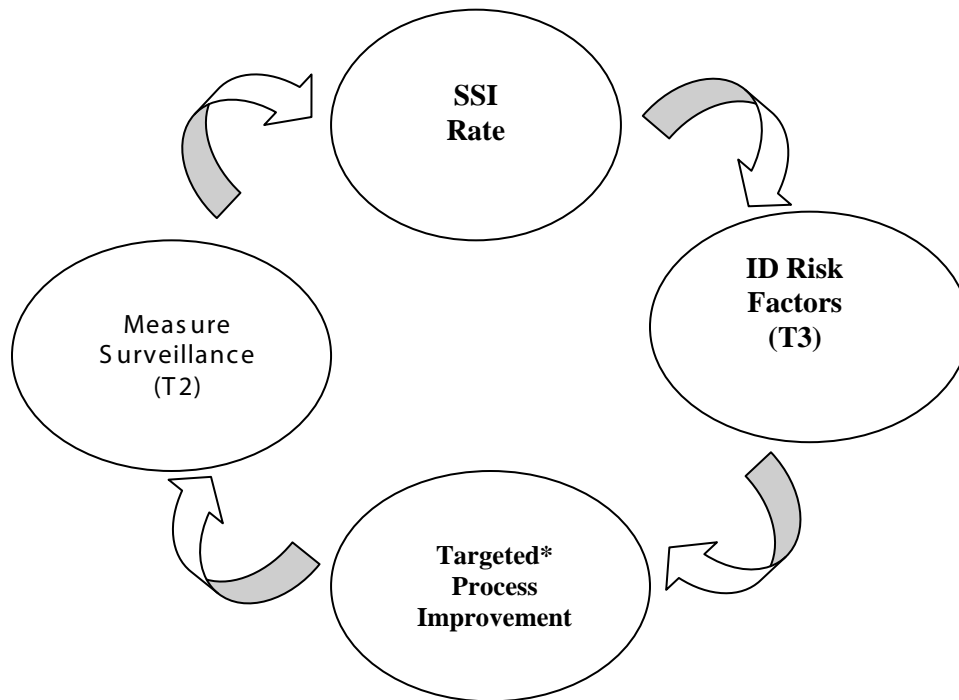 SSI
Rate
ID Risk
Factors
(T3)
Targeted*
Process
Improvement
Measure
Surveillance
(T2)